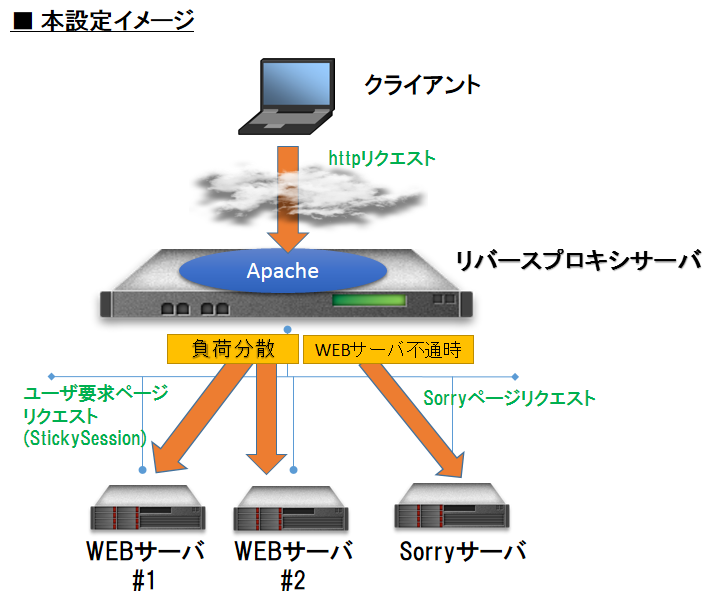 ■ 本設定イメージ
クライアント
httpリクエスト
Apache
リバースプロキシサーバ
負荷分散
WEBサーバ不通時
ユーザ要求ページ
リクエスト
(StickySession)
Sorryページリクエスト
WEBサーバ
#1
WEBサーバ
#2
Sorryサーバ